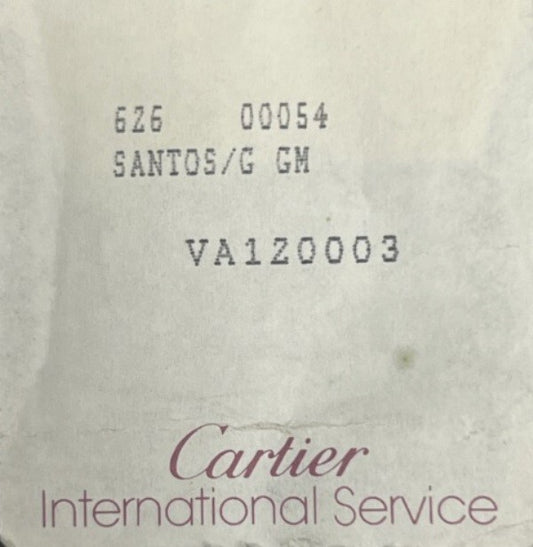 626 00054
SANTOS/G GM
VA120003
Cartier
International Service